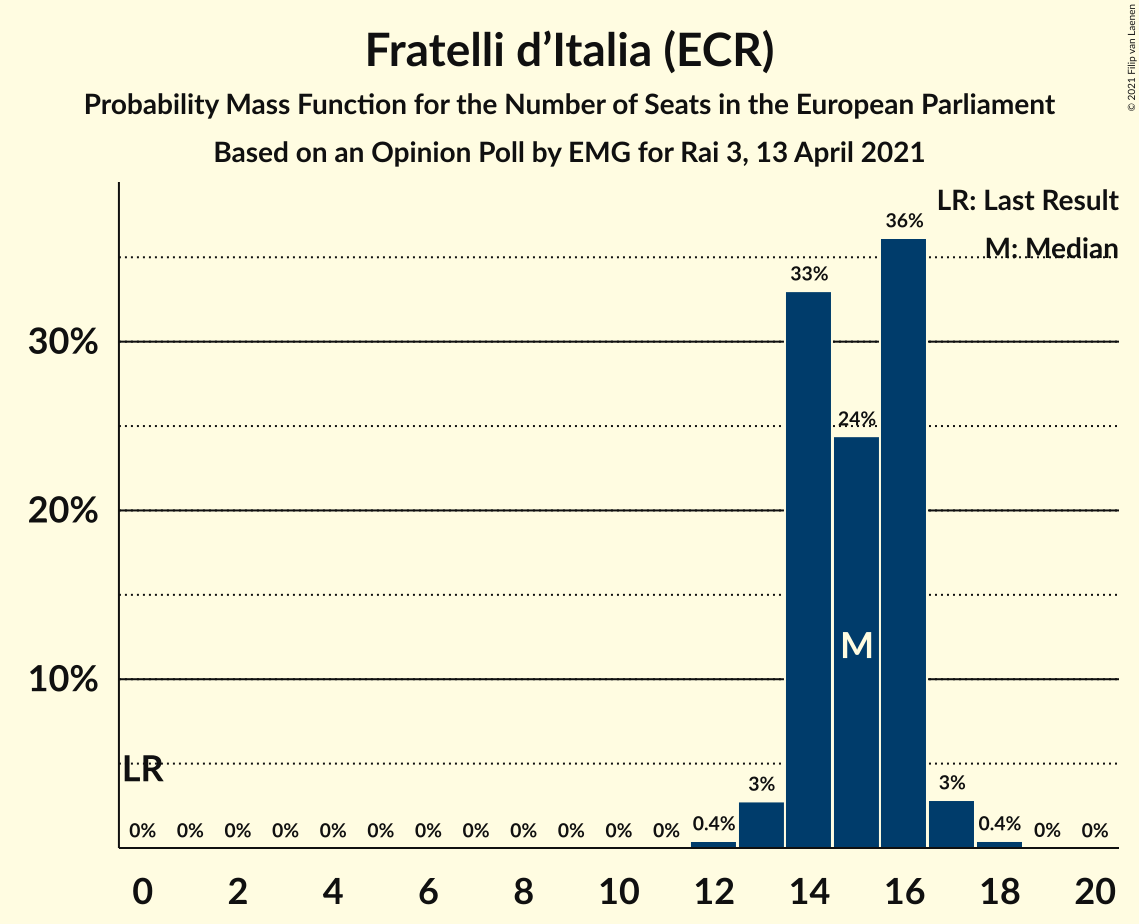 Fratelli d’Italia (ECR)
Probability Mass Function for the Number of Seats in the European Parliament
Based on an Opinion Poll by EMG for Rai 3, 13 April 2021
© 2021 Filip van Laenen
LR: Last Result
M: Median
36%
33%
30%
24%
20%
M
10%
LR
3% 3%
0% 0% 0% 0% 0% 0% 0% 0% 0% 0% 0% 0% 0.4% 0.4% 0% 0%
0 2 4 6 8 10 12 14 16 18 20